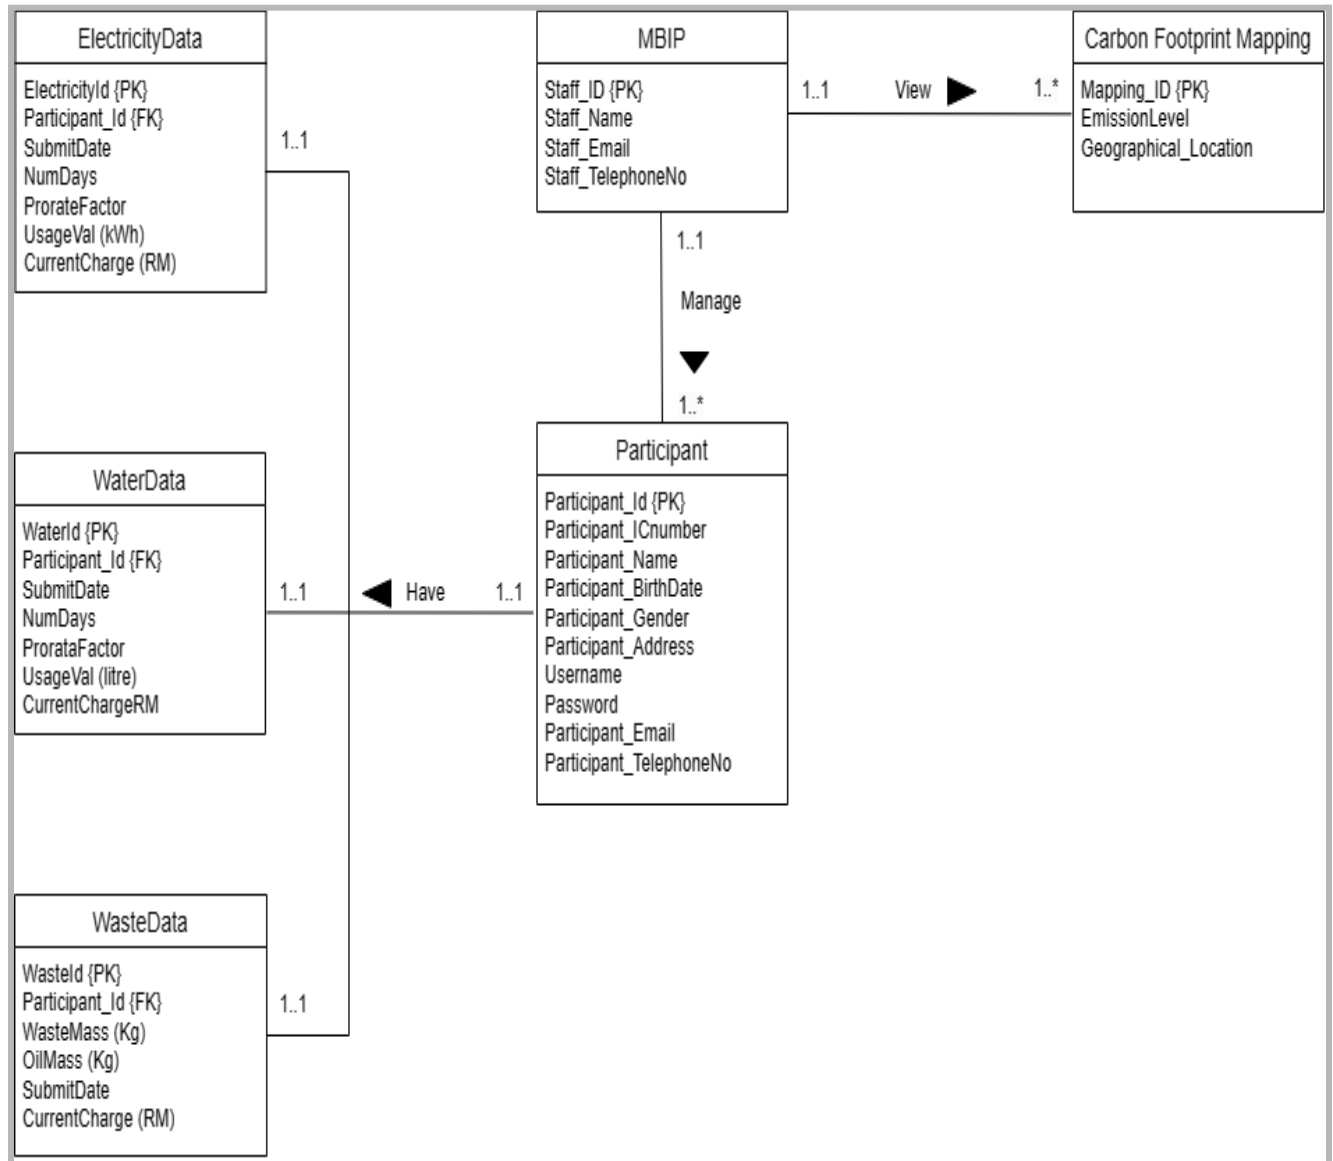 ElectricityData
ElectricityId {PK}
Participant_Id {FK}
SubmitDate
NumDays
ProrateFactor
UsageVal (kWh)
CurrentCharge (RM)
1..1
MBIP
Staff_ID {PK}
Staff_Name
Staff_Email
Staff_TelephoneNo
1..1
View
1..*
Carbon Footprint Mapping
Mapping_ID {PK}
EmissionLevel
Geographical_Location
1..1
Manage
1..*
WaterData
WaterId {PK}
Participant_Id {FK}
SubmitDate
NumDays
ProrataFactor
UsageVal (litre)
CurrentChargeRM
1..1
Have
1..1
Participant
Participant_Id {PK}
Participant_ICnumber
Participant_Name
Participant_BirthDate
Participant_Gender
Participant_Address
Username
Password
Participant_Email
Participant_TelephoneNo
WasteData
WasteId {PK}
Participant_Id {FK}
WasteMass (Kg)
OilMass (Kg)
SubmitDate
CurrentCharge (RM)
1..1